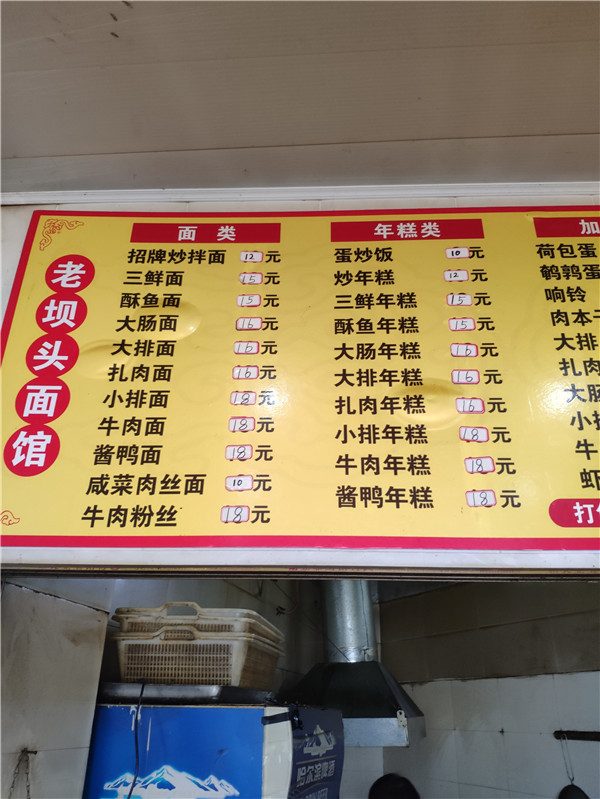 老坝头面馆
面类
招牌炒拌面 12元
三鲜面 15元
酥鱼面 15元
大肠面 16元
大排面 16元
扎肉面 16元
小排面 18元
牛肉面 18元
酱鸭面 18元
咸菜肉丝面 10元
牛肉粉丝 18元
年糕类
蛋炒饭 10元
炒年糕 12元
三鲜年糕 15元
酥鱼年糕 15元
大肠年糕 16元
大排年糕 16元
扎肉年糕 16元
小排年糕 18元
牛肉年糕 18元
酱鸭年糕 18元
加
荷包蛋
鹌鹑蛋
响铃
肉本
大排
扎肉
大肠
小排
牛
虾
打
哈尔滨啤酒